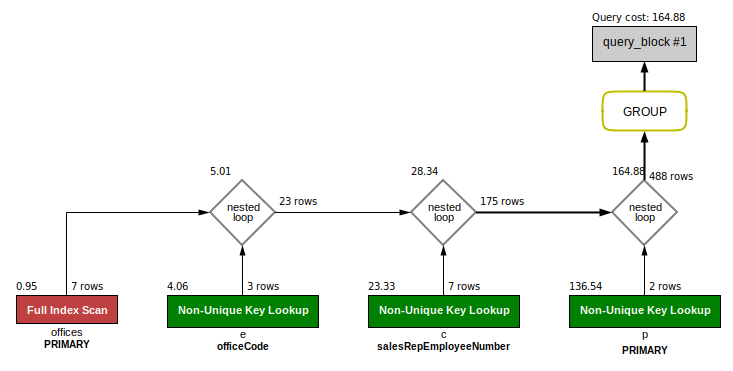 Query cost: 164.88
query_block #1
GROUP
5.01
28.34
164.88
488 rows
nested
loop
23 rows
nested
loop
175 rows
nested
loop
0.95
7 rows
4.06
3 rows
23.33
7 rows
136.54
2 rows
Full Index Scan
Non-Unique Key Lookup
Non-Unique Key Lookup
Non-Unique Key Lookup
offices
PRIMARY
e
officeCode
c
salesRepEmployeeNumber
p
PRIMARY